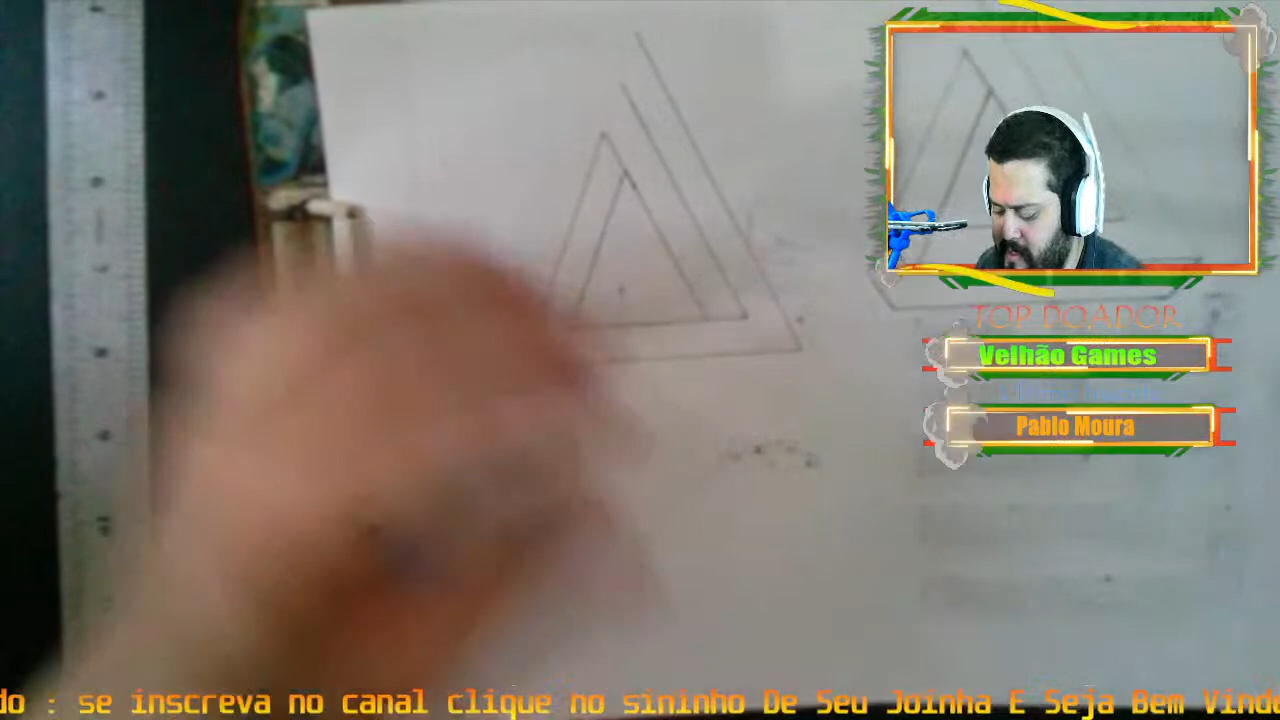 TOP DOADOR
Velhão Games
Pablo Moura
do : se inscreva no canal clique no sininho De Seu Joinha E Seja Bem Vindo